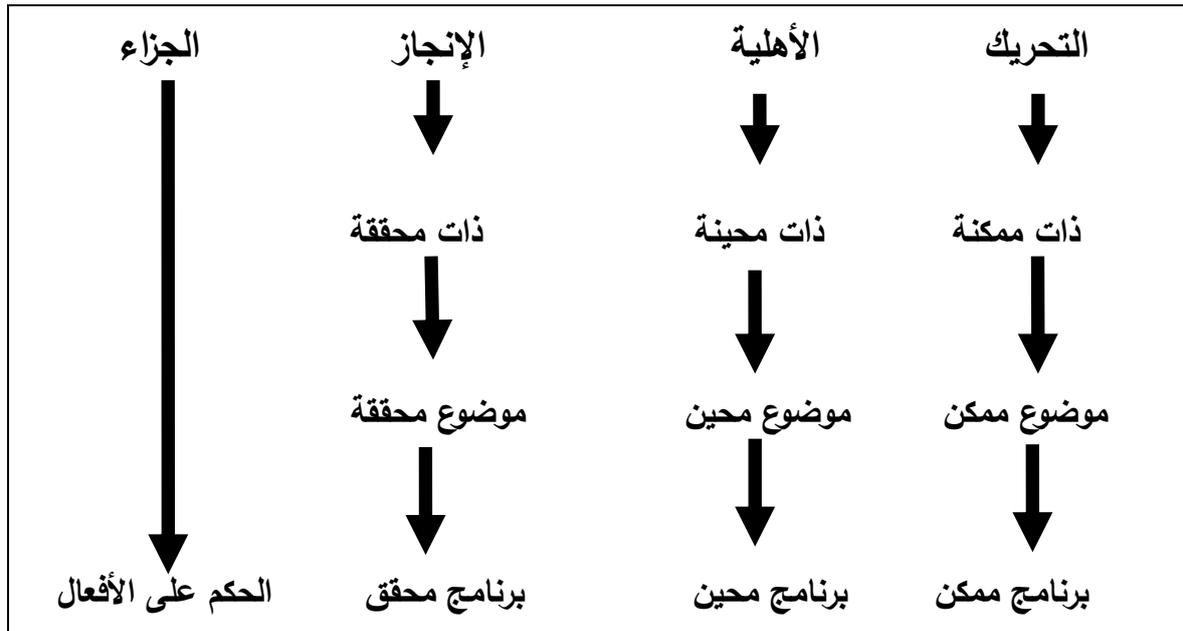 التحريك الأهلية الإنجاز الجزاء
ذات ممكنة ذات محينة ذات محققة
موضوع ممكن موضوع محين موضوع محققة
برنامج ممكن برنامج محين برنامج محقق الحكم على الأفعال